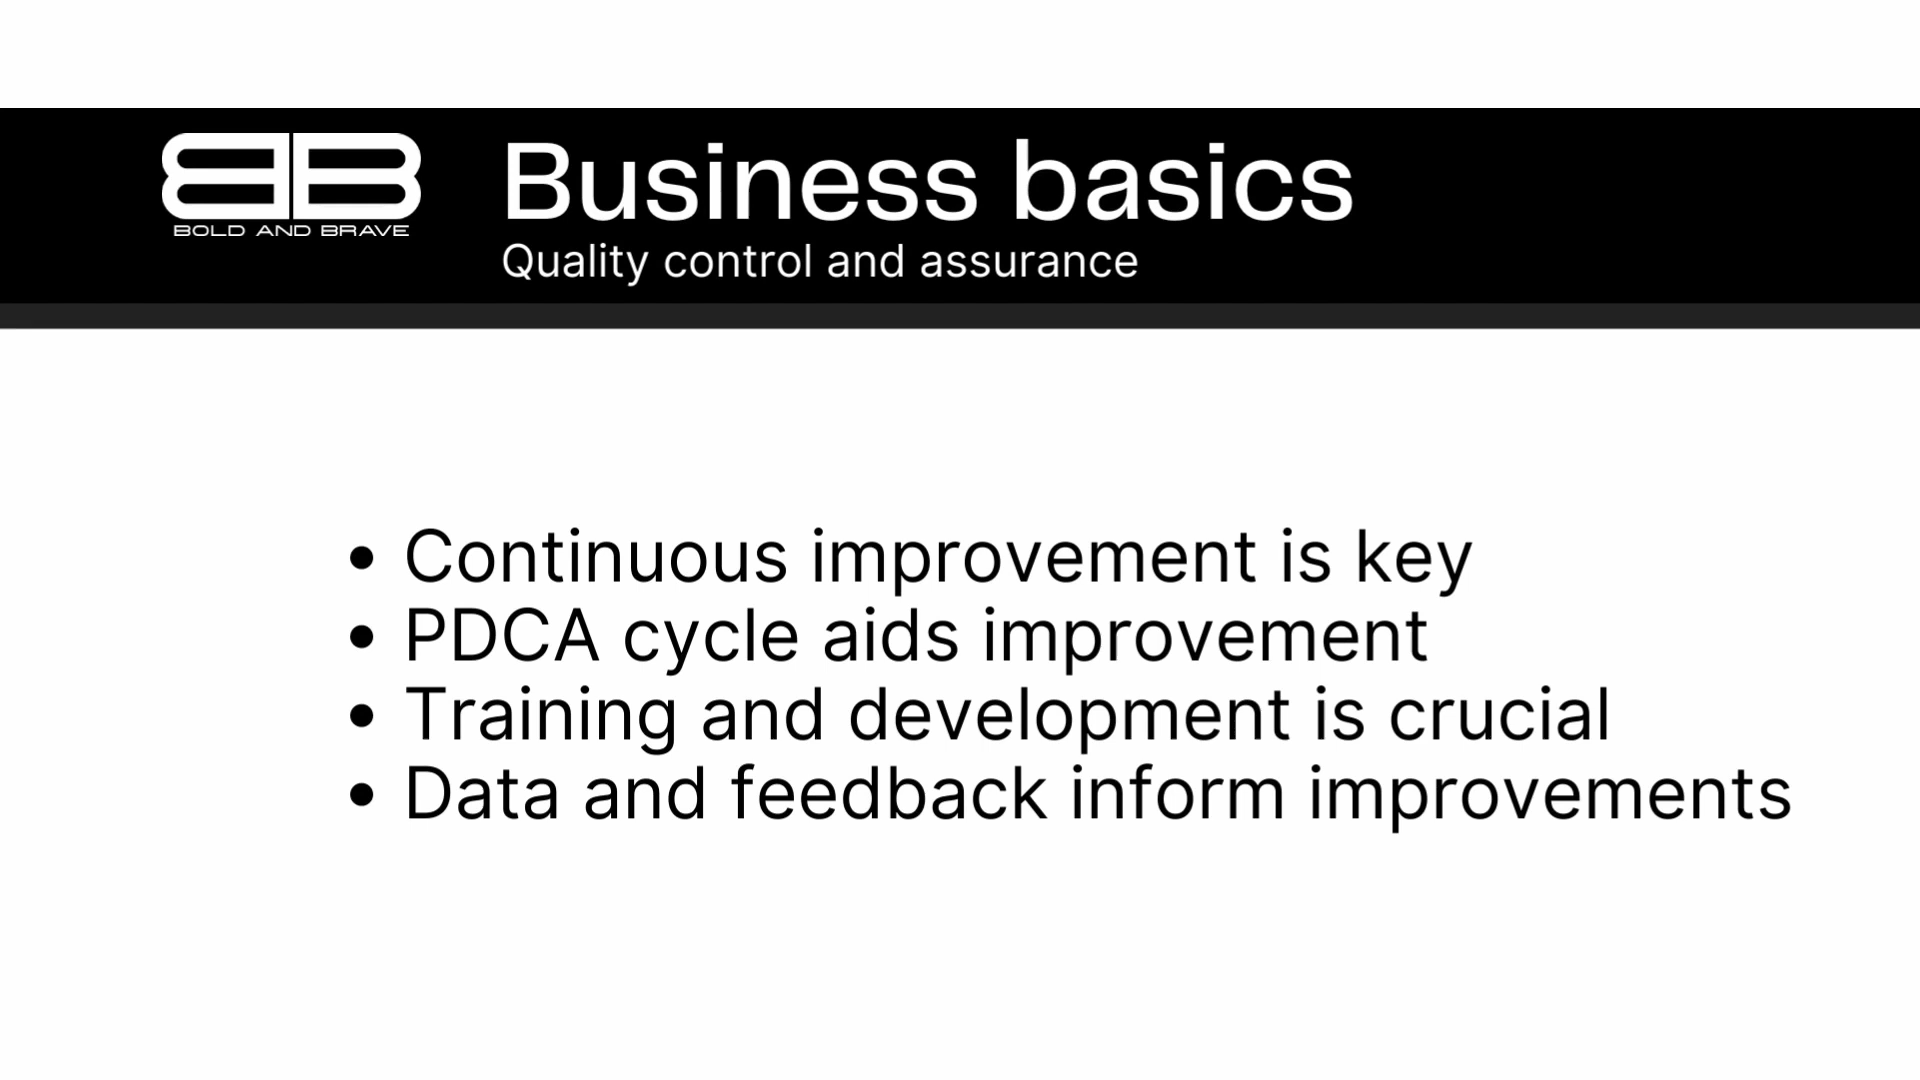 BOLD AND BRAVE
Business basics
Quality control and assurance
• Continuous improvement is key
• PDCA cycle aids improvement
• Training and development is crucial
• Data and feedback inform improvements